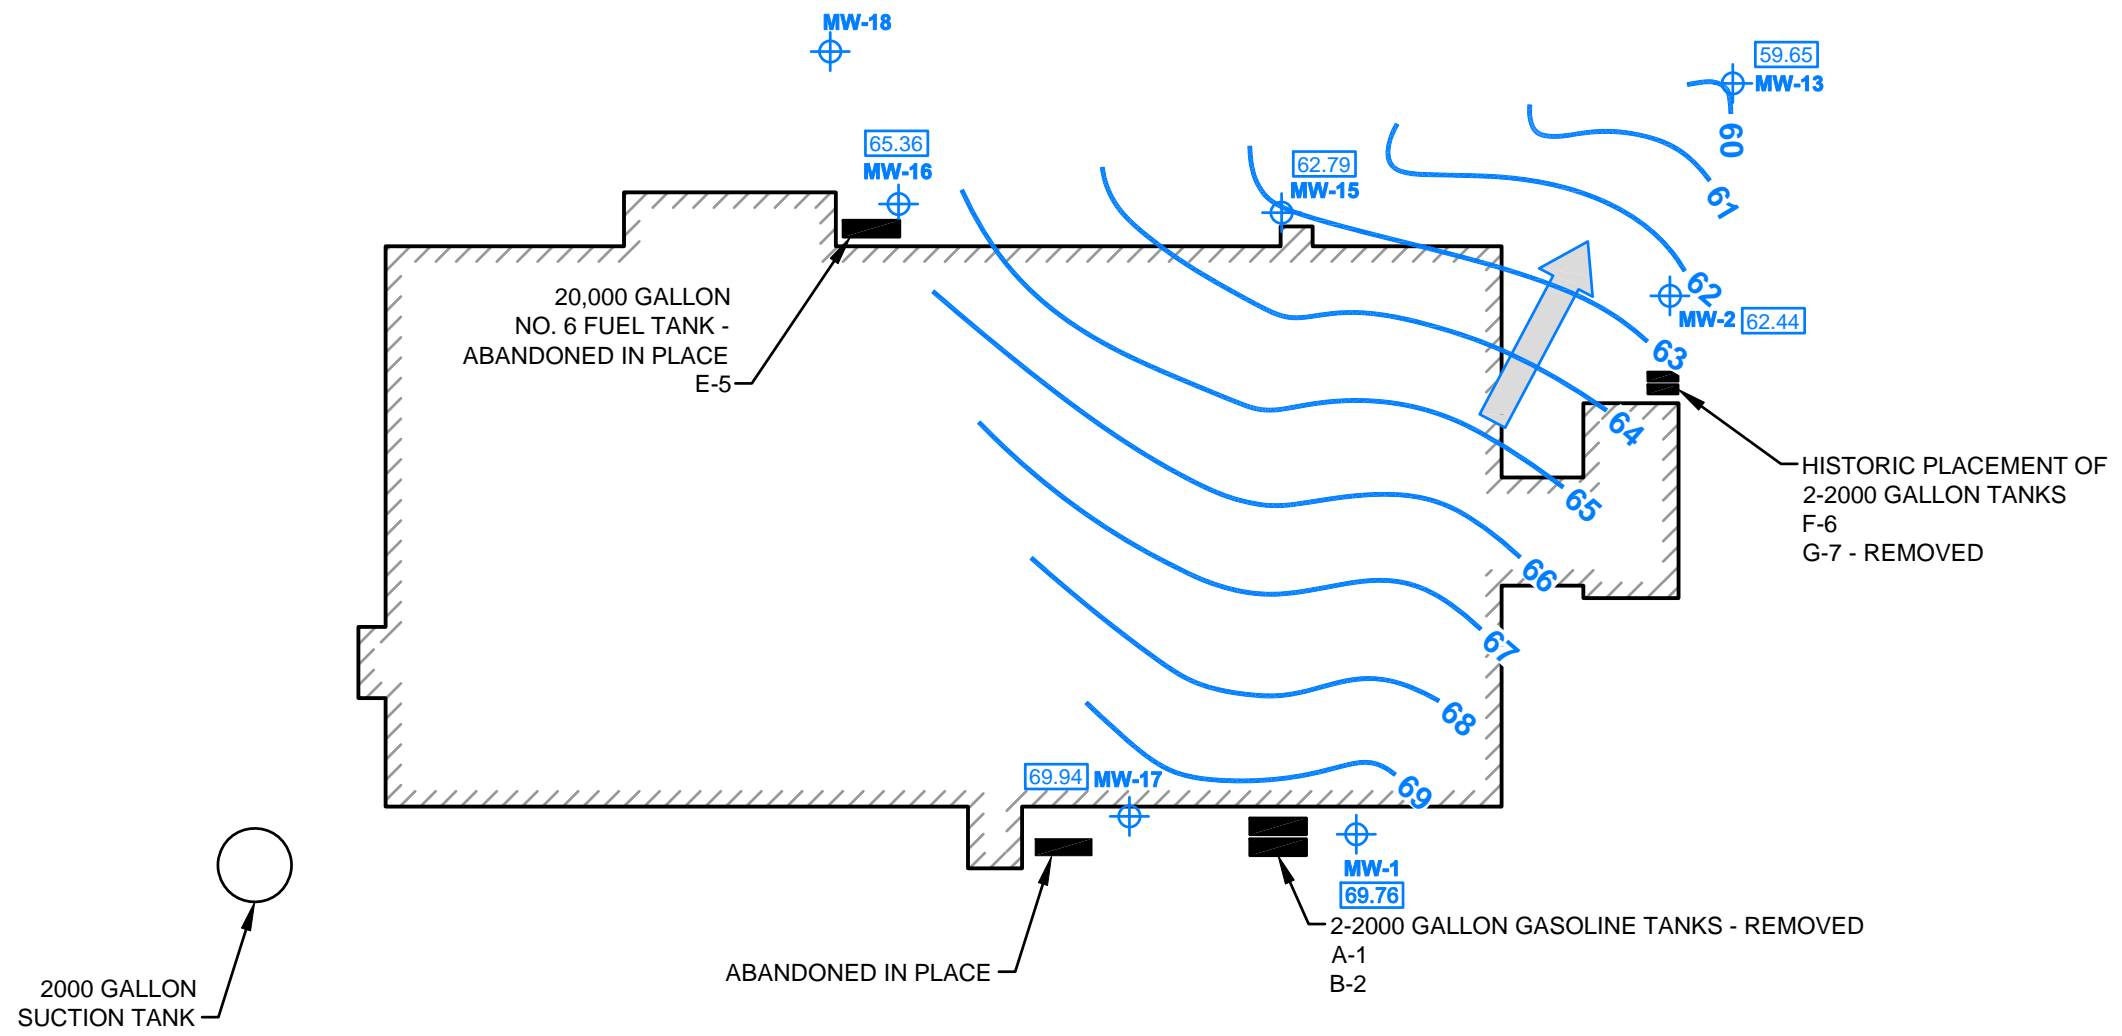 MW-18
59.65
MW-13
60
65.36
MW-16
62.79
MW-15
61
62
MW-2 62.44
63
20,000 GALLON
NO. 6 FUEL TANK -
ABANDONED IN PLACE
E-5
64
65
HISTORIC PLACEMENT OF
2-2000 GALLON TANKS
F-6
G-7 - REMOVED
66
67
68
69
69.94 MW-17
MW-1
69.76
2-2000 GALLON GASOLINE TANKS - REMOVED
A-1
B-2
ABANDONED IN PLACE
2000 GALLON
SUCTION TANK